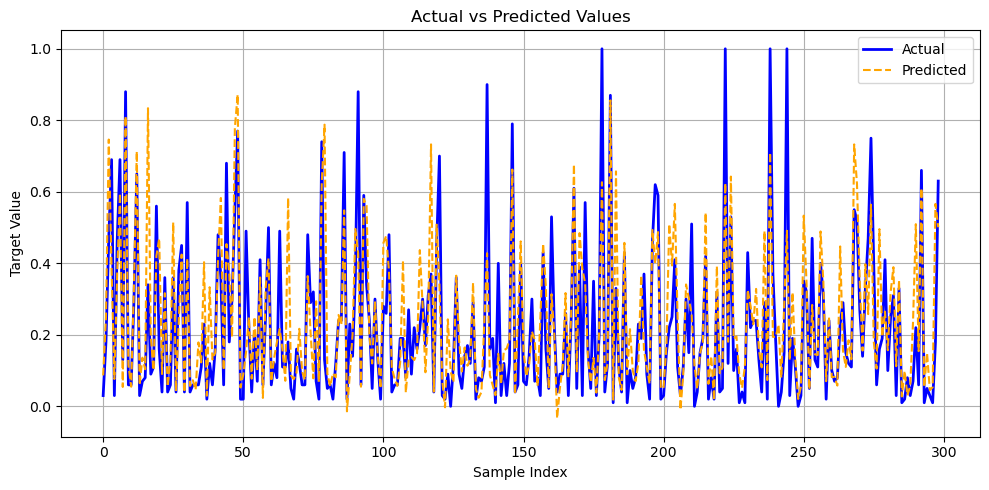 Actual vs Predicted Values
Actual
Predicted
Target Value
1.0
0.8
0.6
0.4
0.2
0.0
0 50 100 150 200 250 300
Sample Index